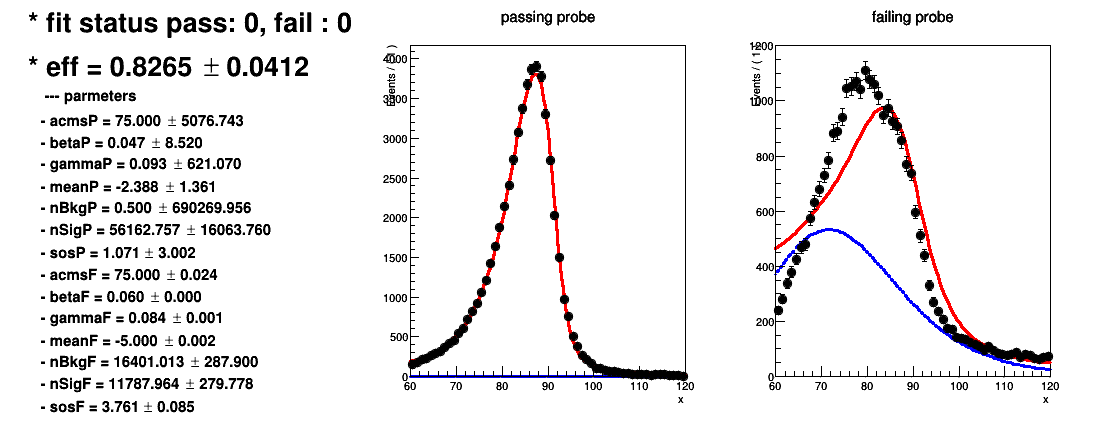 * fit status pass: 0, fail : 0
* eff = 0.8265 ± 0.0412
--- parmeters
- acmsP = 75.000 ± 5076.743
- betaP = 0.047 ± 8.520
- gammaP = 0.093 ± 621.070
- meanP = -2.388 ± 1.361
- nBkgP = 0.500 ± 690269.956
- nSigP = 56162.757 ± 16063.760
- sosP = 1.071 ± 3.002
- acmsF = 75.000 ± 0.024
- betaF = 0.060 ± 0.000
- gammaF = 0.084 ± 0.001
- meanF = -5.000 ± 0.002
- nBkgF = 16401.013 ± 287.900
- nSigF = 11787.964 ± 279.778
- sosF = 3.761 ± 0.085
passing probe
4000
3500
3000
2500
2000
1500
1000
500
0
60 70 80 90 100 110 120
x
failing probe
1200
1000
800
600
400
200
0
60 70 80 90 100 110 120
x